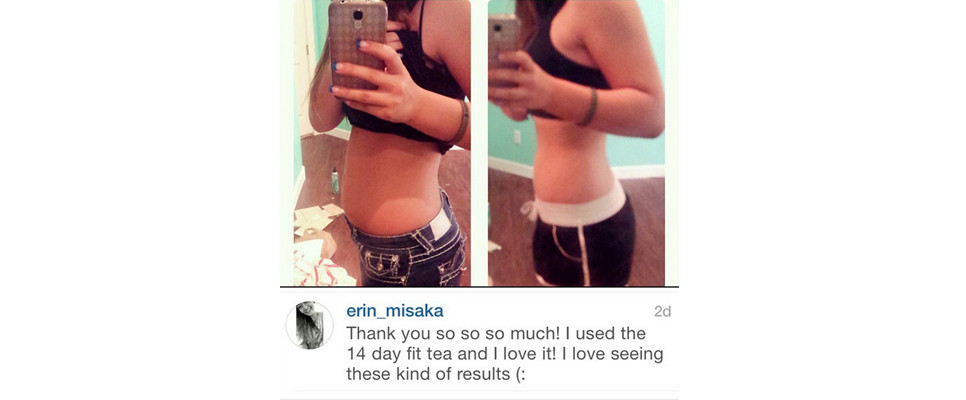 erin_misaka 2d
Thank you so so so much! I used the
14 day fit tea and I love it! I love seeing
these kind of results (: